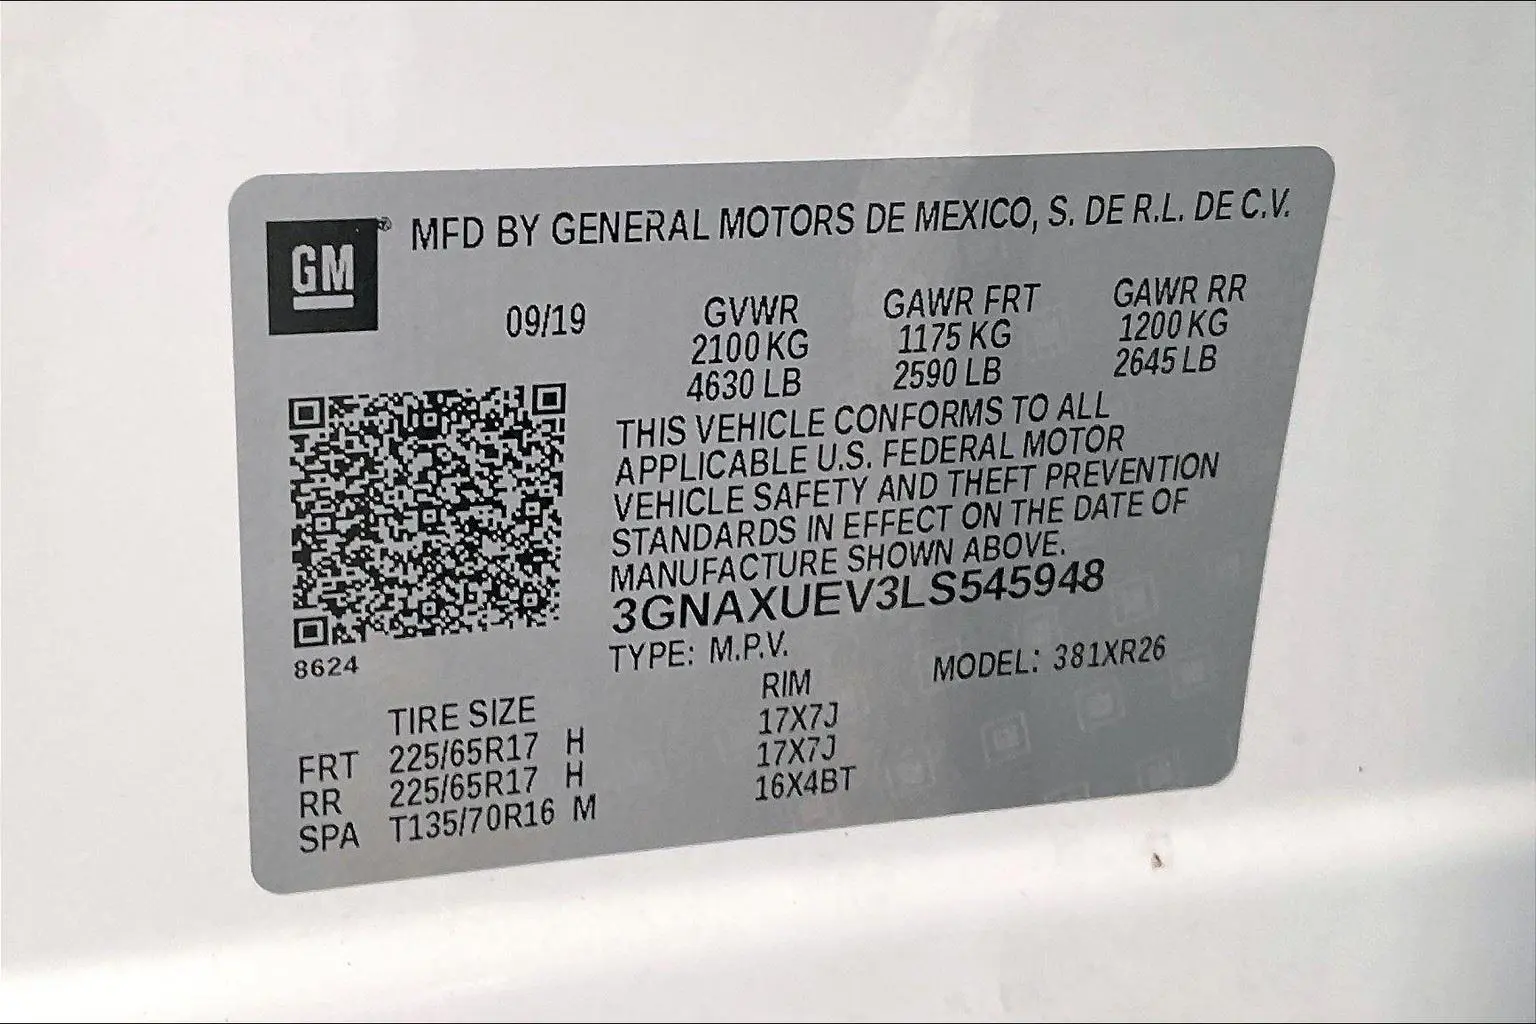 GM® MFD BY GENERAL MOTORS DE MEXICO, S. DE R.L. DE C.V.
09/19 GVWR GAWR FRT GAWR RR
2100 KG 1175 KG 1200 KG
4630 LB 2590 LB 2645 LB
THIS VEHICLE CONFORMS TO ALL
APPLICABLE U.S. FEDERAL MOTOR
VEHICLE SAFETY AND THEFT PREVENTION
STANDARDS IN EFFECT ON THE DATE OF
MANUFACTURE SHOWN ABOVE.
3GNAXUEV3LS545948
8624
TYPE: M.P.V. MODEL: 381XR26
TIRE SIZE RIM
FRT 225/65R17 H 17X7J
RR 225/65R17 H 17X7J
SPA T135/70R16 M 16X4BT